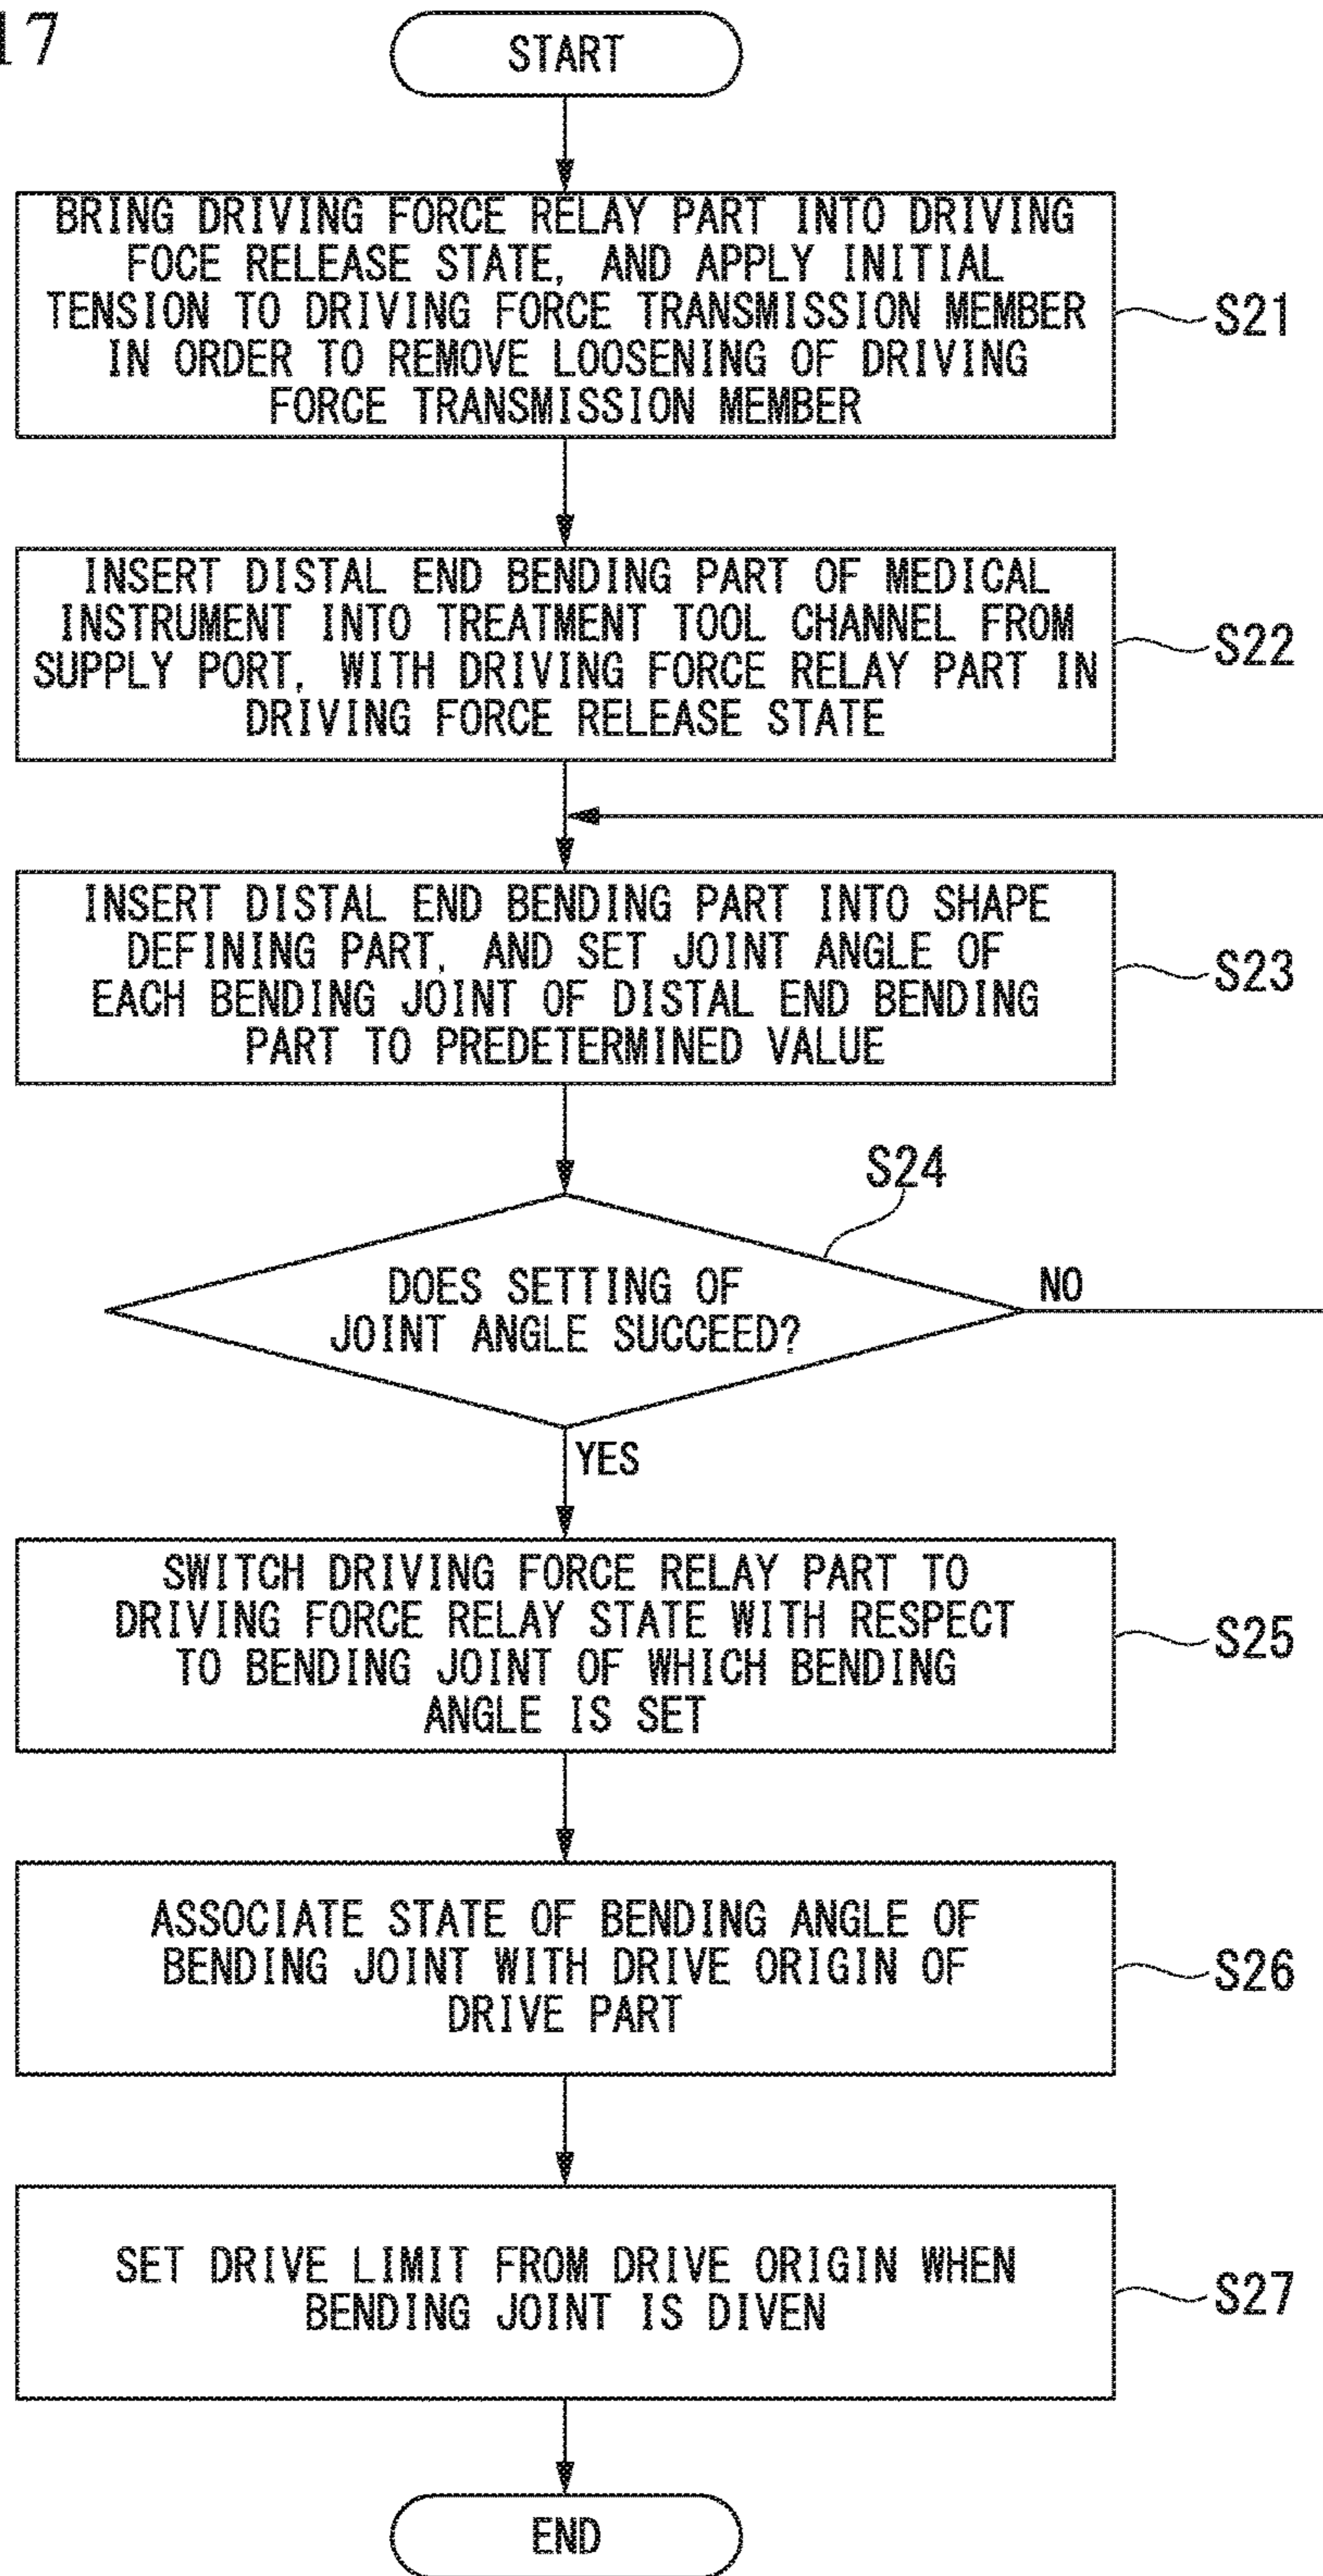 17
START
BRING DRIVING FORCE RELAY PART INTO DRIVING
FOCE RELEASE STATE, AND APPLY INITIAL
TENSION TO DRIVING FORCE TRANSMISSION MEMBER
IN ORDER TO REMOVE LOOSENING OF DRIVING
FORCE TRANSMISSION MEMBER
S21
INSERT DISTAL END BENDING PART OF MEDICAL
INSTRUMENT INTO TREATMENT TOOL CHANNEL FROM
SUPPLY PORT, WITH DRIVING FORCE RELAY PART IN
DRIVING FORCE RELEASE STATE
S22
INSERT DISTAL END BENDING PART INTO SHAPE
DEFINING PART, AND SET JOINT ANGLE OF
EACH BENDING JOINT OF DISTAL END BENDING
PART TO PREDETERMINED VALUE
S23
S24
DOES SETTING OF
JOINT ANGLE SUCCEED?
NO
YES
SWITCH DRIVING FORCE RELAY PART TO
DRIVING FORCE RELAY STATE WITH RESPECT
TO BENDING JOINT OF WHICH BENDING
ANGLE IS SET
S25
ASSOCIATE STATE OF BENDING ANGLE OF
BENDING JOINT WITH DRIVE ORIGIN OF
DRIVE PART
S26
SET DRIVE LIMIT FROM DRIVE ORIGIN WHEN
BENDING JOINT IS DIVEN
S27
END